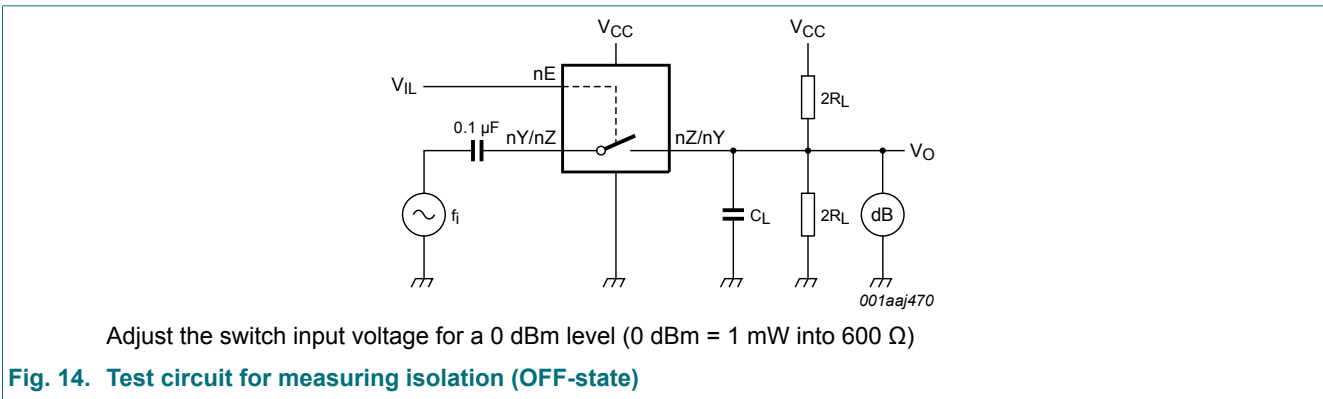 VCC
VCC
nE
VIL
2RL
0.1 µF
nY/nZ
nZ/nY
VO
fi
CL
2RL
dB
001aaj470
Adjust the switch input voltage for a 0 dBm level (0 dBm = 1 mW into 600 Ω)
Fig. 14. Test circuit for measuring isolation (OFF-state)